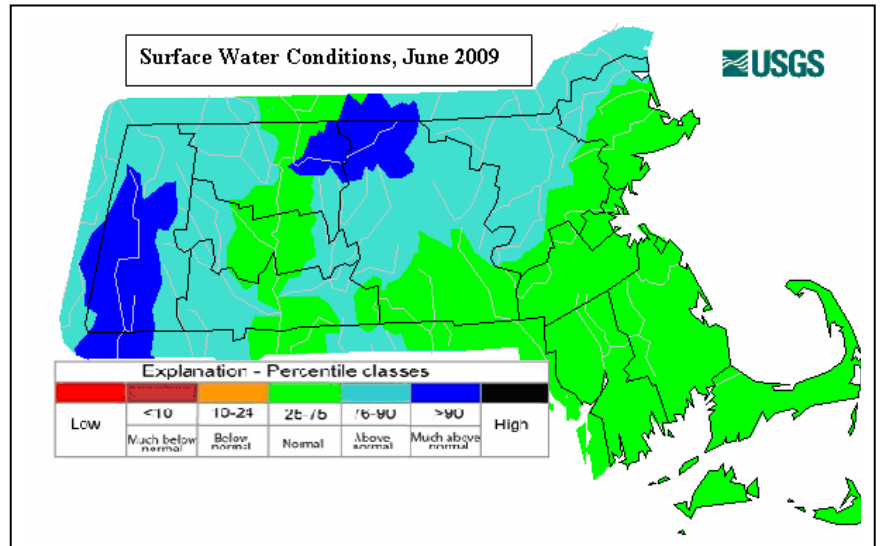 Surface Water Conditions, June 2009
USGS
Explanation - Percentile classes
Low
<10
10-24
25-75
76-90
>90
High
Much below normal
Below normal
Normal
Above normal
Much above normal